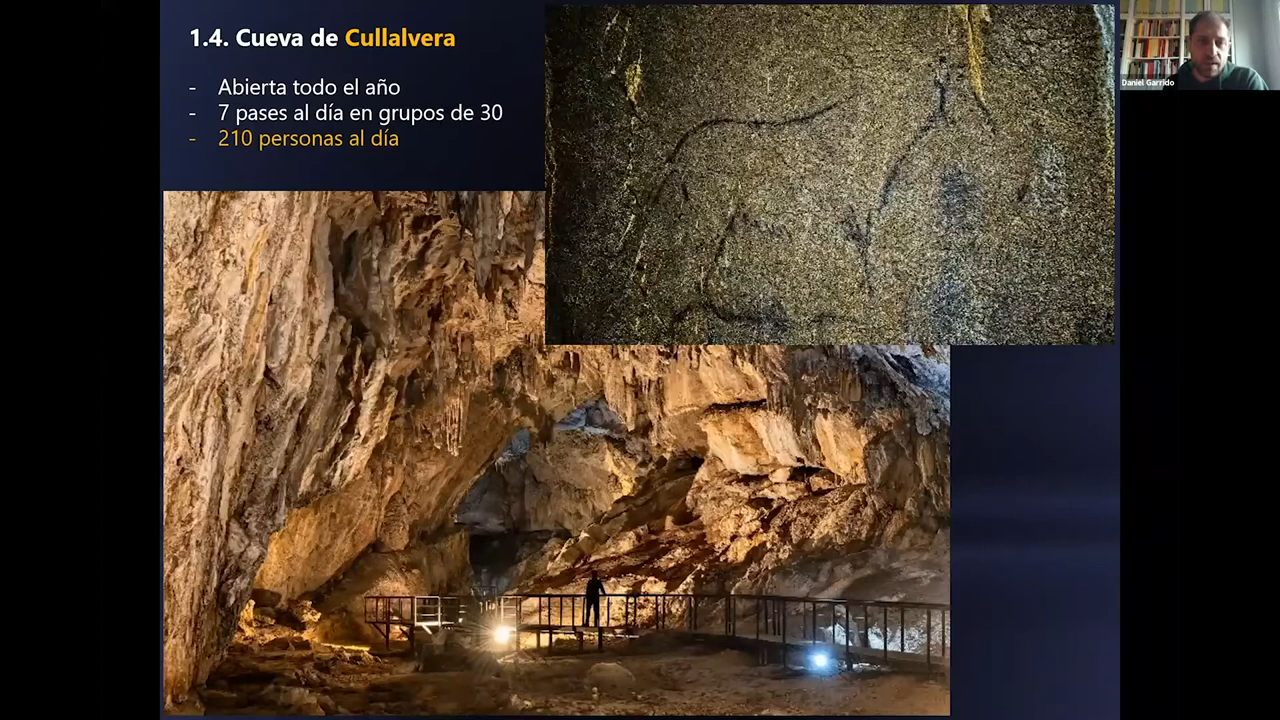 1.4. Cueva de Cullalvera
- Abierta todo el año
- 7 pases al día en grupos de 30
- 210 personas al día
Daniel Garrido